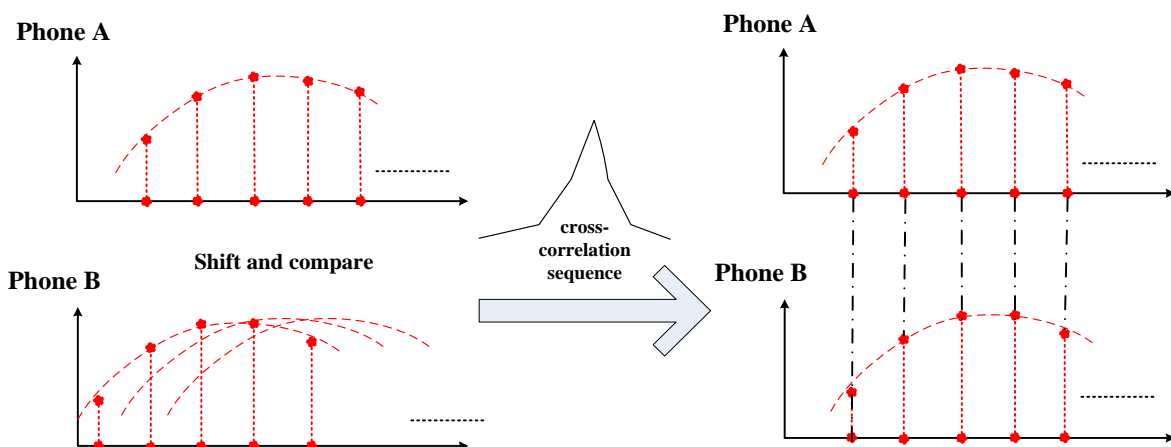 Phone A
Phone A
cross-
correlation
sequence
Shift and compare
Phone B
Phone B